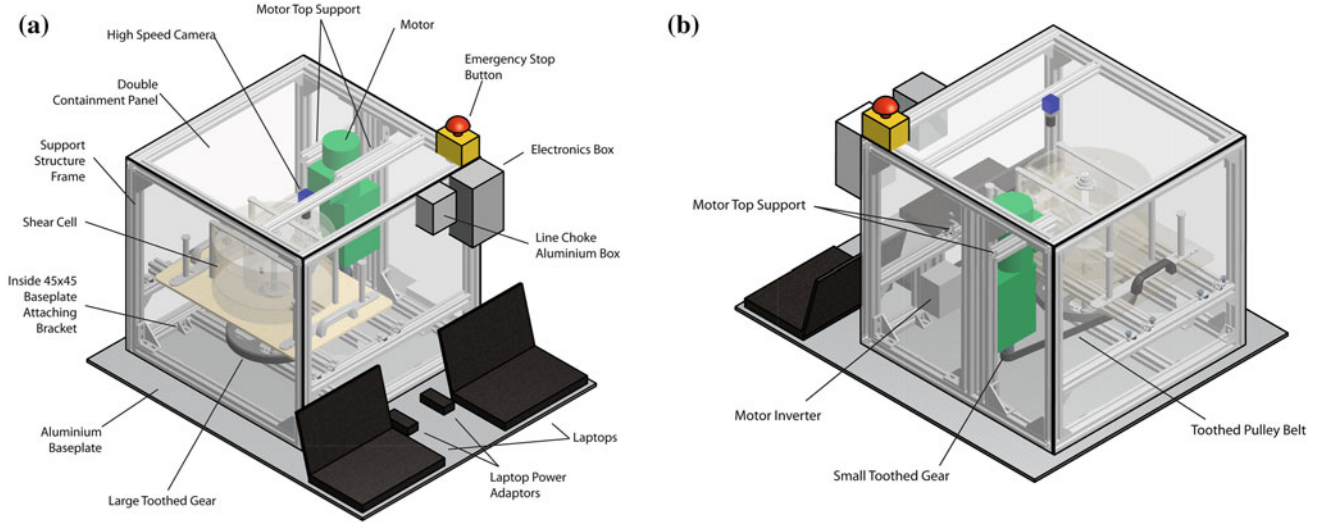 (a)
Motor Top Support
Motor
High Speed Camera
Emergency Stop
Button
Double
Containment Panel
Support
Structure
Frame
Electronics Box
Shear Cell
Line Choke
Aluminium Box
Inside 45x45
Baseplate
Attaching
Bracket
Aluminium
Baseplate
Laptops
Laptop Power
Adaptors
Large Toothed Gear
(b)
Motor Top Support
Motor Inverter
Toothed Pulley Belt
Small Toothed Gear